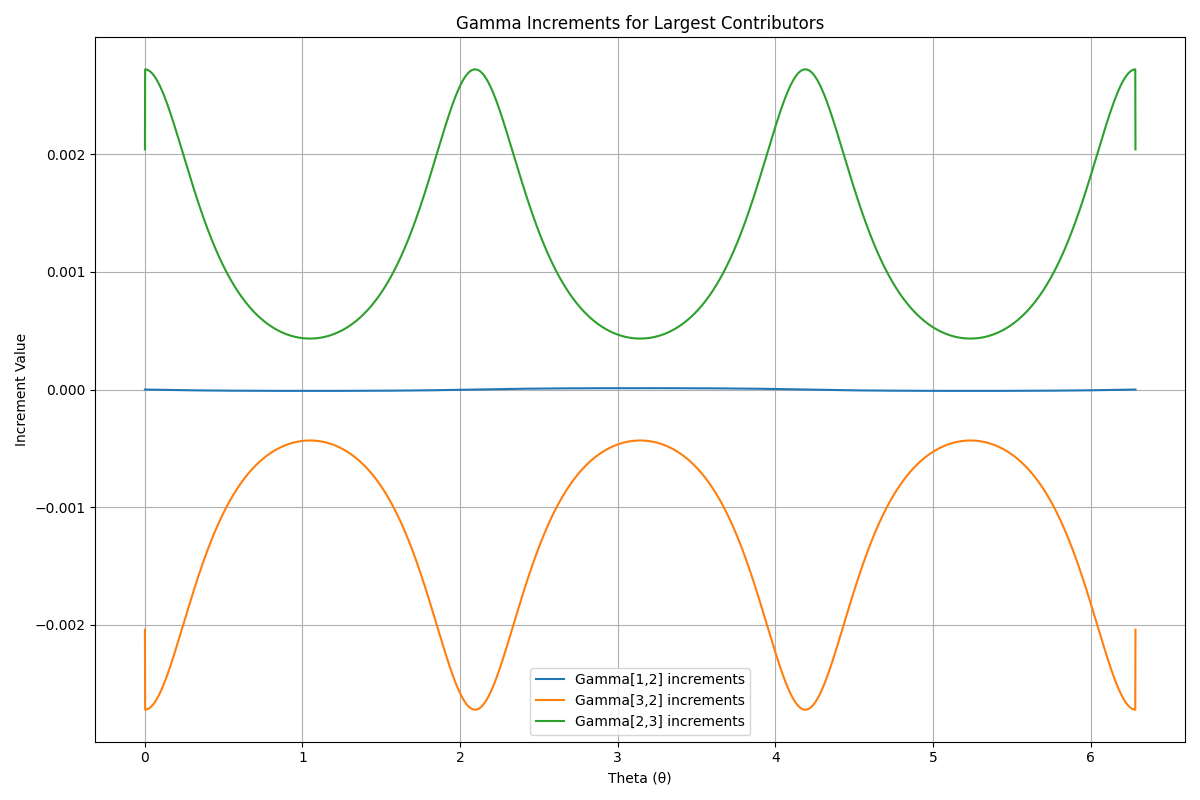 Gamma Increments for Largest Contributors
Increment Value
0.002
0.001
0.000
−0.001
−0.002
Gamma[1,2] increments
Gamma[3,2] increments
Gamma[2,3] increments
0 1 2 3 4 5 6
Theta (θ)